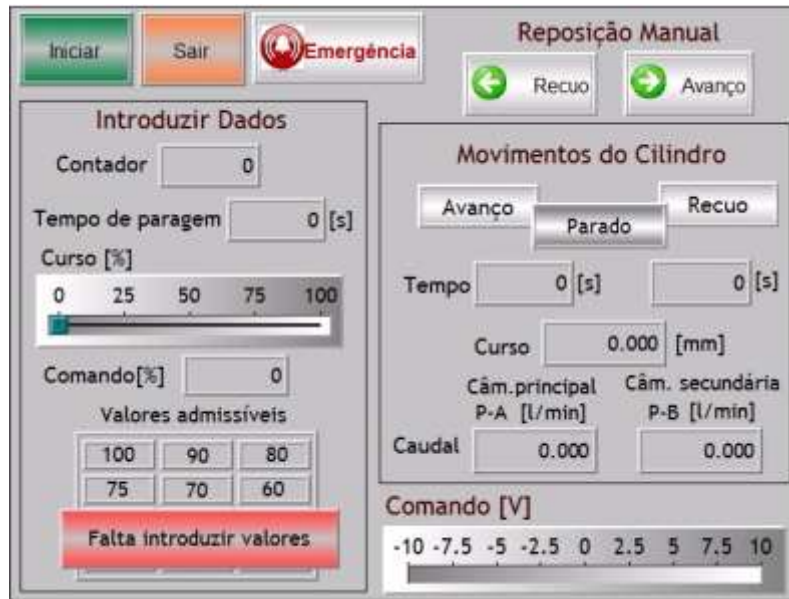 Iniciar
Sair
Emergência
Reposição Manual
Recuo
Avanço
Introduzir Dados
Contador 0
Tempo de paragem 0 [s]
Curso [%]
0 25 50 75 100
Comando[%] 0
Valores admissíveis
100 90 80
75 70 60
Falta introduzir valores
Movimentos do Cilindro
Avanço
Parado
Recuo
Tempo 0 [s] 0 [s]
Curso 0.000 [mm]
Câm.principal Câm. secundária
P-A [l/min] P-B [l/min]
Caudal 0.000 0.000
Comando [V]
-10 -7.5 -5 -2.5 0 2.5 5 7.5 10